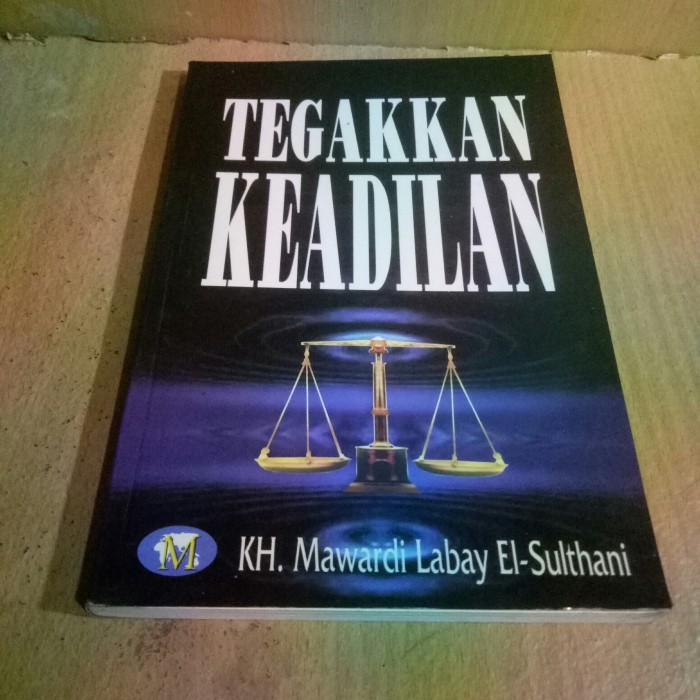 TEGAKKAN
KEADILAN
M
KH. Mawardi Labay El-Sulthani